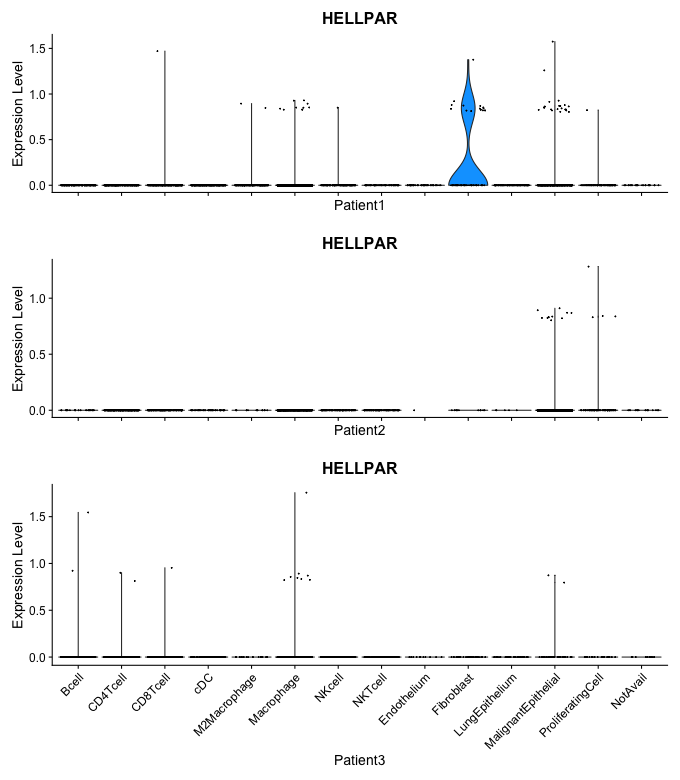 HELLPAR
Expression Level
1.5
1.0
0.5
0.0
Patient1
HELLPAR
Expression Level
1.0
0.5
0.0
Patient2
HELLPAR
Expression Level
1.5
1.0
0.5
0.0
Bcell
CD4Tcell
CD8Tcell
cDC
M2Macrophage
Macrophage
NKcell
NKTcell
Endothelium
Fibroblast
LungEpithelium
MalignantEpithelial
ProliferatingCell
NotAvail
Patient3